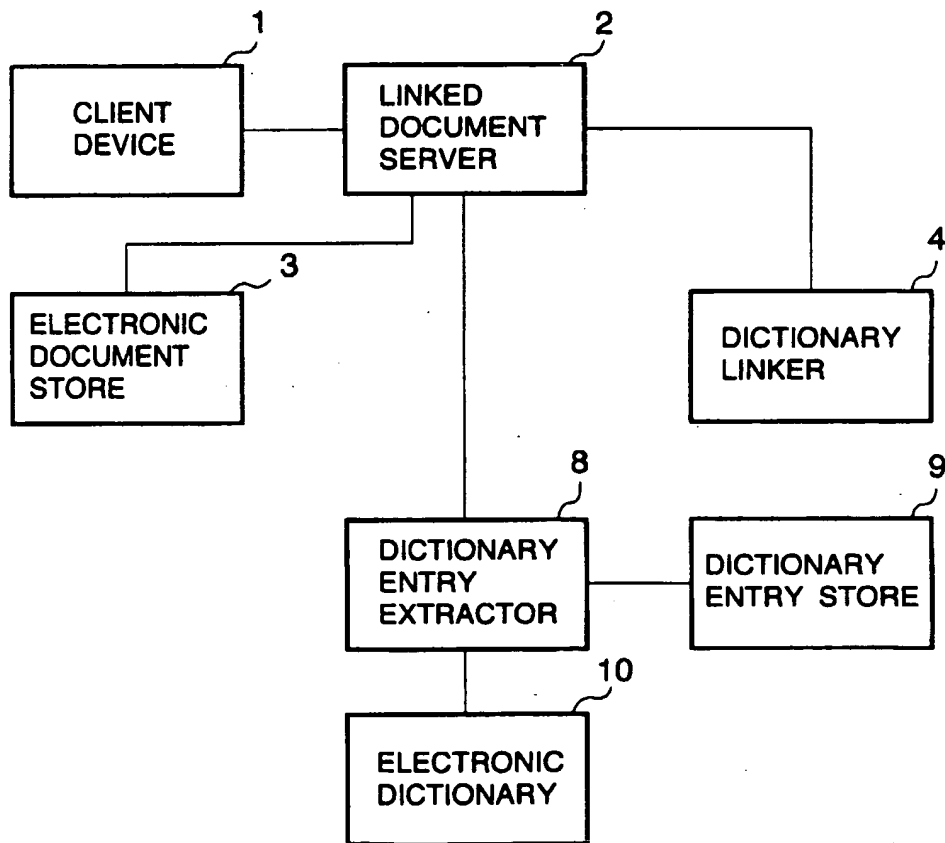 1
CLIENT
DEVICE
2
LINKED
DOCUMENT
SERVER
3
ELECTRONIC
DOCUMENT
STORE
4
DICTIONARY
LINKER
8
DICTIONARY
ENTRY
EXTRACTOR
9
DICTIONARY
ENTRY STORE
10
ELECTRONIC
DICTIONARY